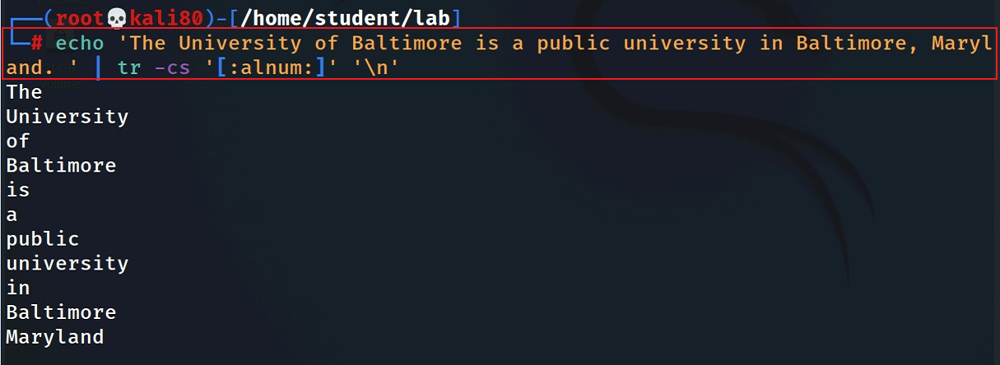 ┌──(root💀kali80)-[/home/student/lab]
└─# echo 'The University of Baltimore is a public university in Baltimore, Maryl
and. ' | tr -cs '[:alnum:]' '\n'
The
University
of
Baltimore
is
a
public
university
in
Baltimore
Maryland